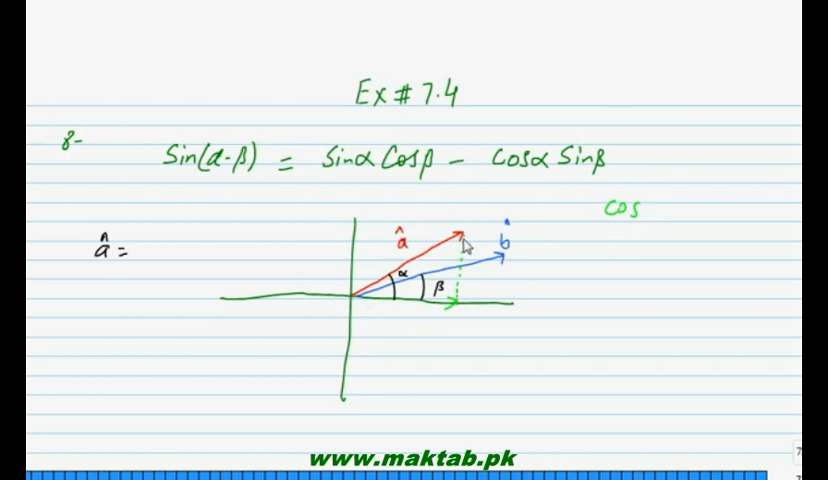 Ex # 7.4
8-
Sin(α-β) = Sinα Cosβ - Cosα Sinβ
cos
â =
â
b̂
α
β
www.maktab.pk